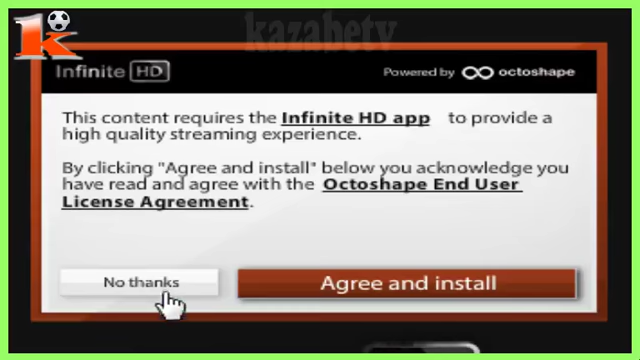 kazabetv
1k
Infinite HD
Powered by octoshape
This content requires the Infinite HD app to provide a
high quality streaming experience.
By clicking "Agree and install" below you acknowledge you
have read and agree with the Octoshape End User
License Agreement.
No thanks
Agree and install